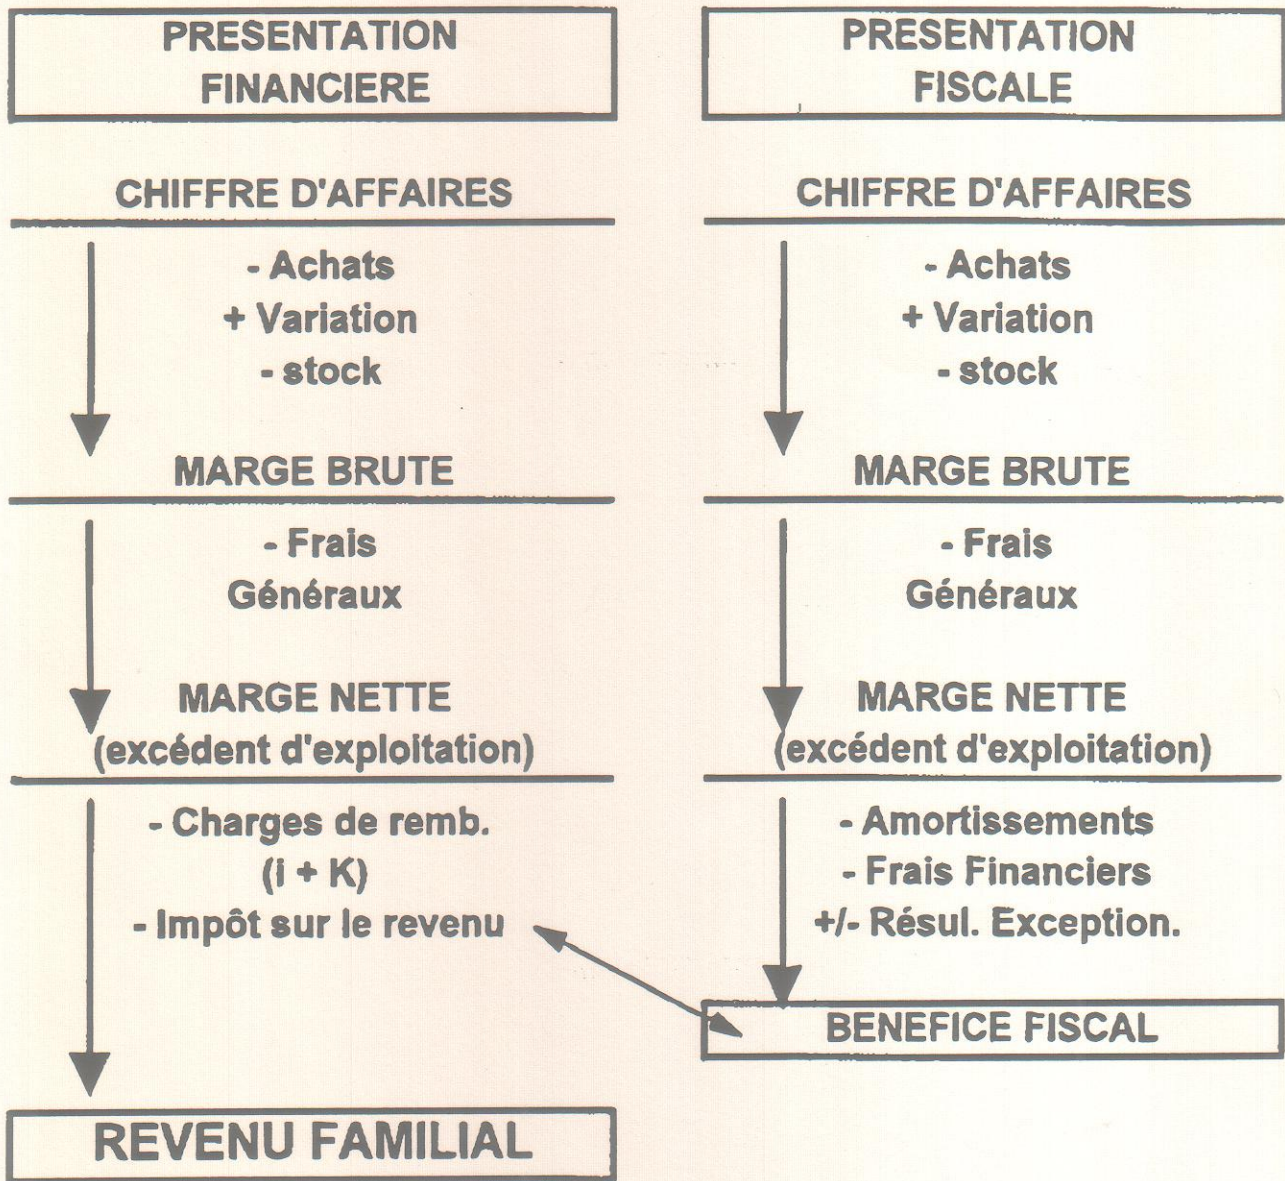 PRESENTATION
FINANCIERE
CHIFFRE D'AFFAIRES
- Achats
+ Variation
- stock
MARGE BRUTE
- Frais
Généraux
MARGE NETTE
(excédent d'exploitation)
- Charges de remb.
(i + K)
- Impôt sur le revenu
REVENU FAMILIAL
PRESENTATION
FISCALE
CHIFFRE D'AFFAIRES
- Achats
+ Variation
- stock
MARGE BRUTE
- Frais
Généraux
MARGE NETTE
(excédent d'exploitation)
- Amortissements
- Frais Financiers
+/- Résul. Exception.
BENEFICE FISCAL